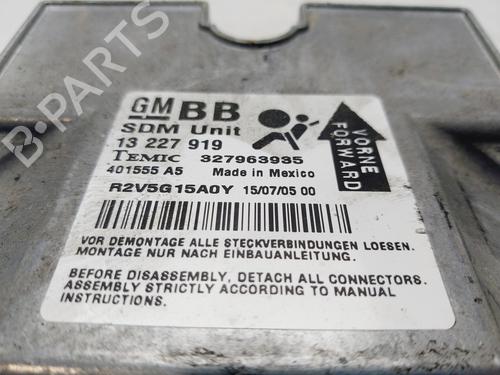 GM BB
SDM Unit
13 227 919
TEMIC 327963935
401555 A5 Made in Mexico
R2V5G15A0Y 15/07/05 00
VORNE
FORWARD
VOR DEMONTAGE ALLE STECKVERBINDUNGEN LOESEN.
MONTAGE NUR NACH EINBAUANLEITUNG.
BEFORE DISASSEMBLY, DETACH ALL CONNECTORS.
ASSEMBLY STRICTLY ACCORDING TO MANUAL
INSTRUCTIONS.
B-PARTS